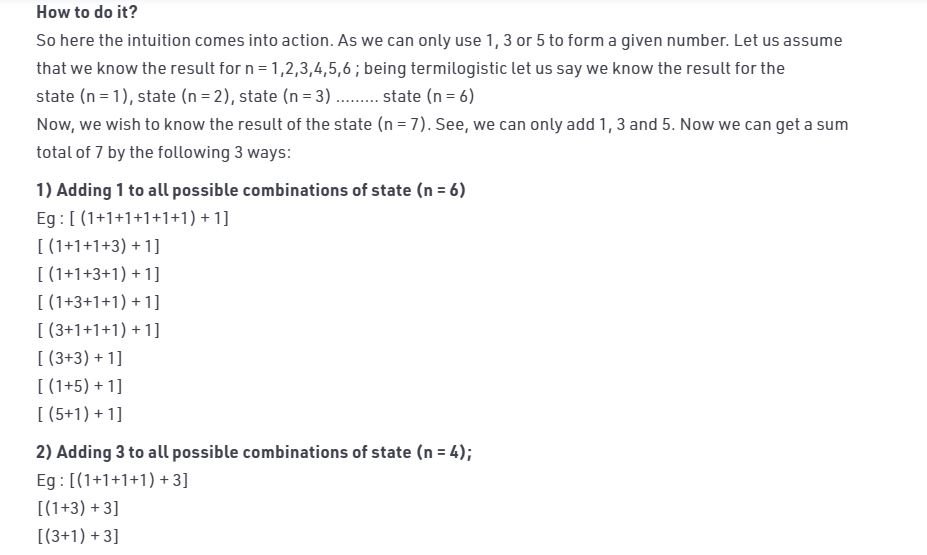 How to do it?
So here the intuition comes into action. As we can only use 1, 3 or 5 to form a given number. Let us assume
that we know the result for n = 1,2,3,4,5,6 ; being termilogistic let us say we know the result for the
state (n = 1), state (n = 2), state (n = 3) ......... state (n = 6)
Now, we wish to know the result of the state (n = 7). See, we can only add 1, 3 and 5. Now we can get a sum
total of 7 by the following 3 ways:
1) Adding 1 to all possible combinations of state (n = 6)
Eg : [ (1+1+1+1+1+1) + 1]
[ (1+1+1+3) + 1]
[ (1+1+3+1) + 1]
[ (1+3+1+1) + 1]
[ (3+1+1+1) + 1]
[ (3+3) + 1]
[ (1+5) + 1]
[ (5+1) + 1]
2) Adding 3 to all possible combinations of state (n = 4);
Eg : [(1+1+1+1) + 3]
[(1+3) + 3]
[(3+1) + 3]